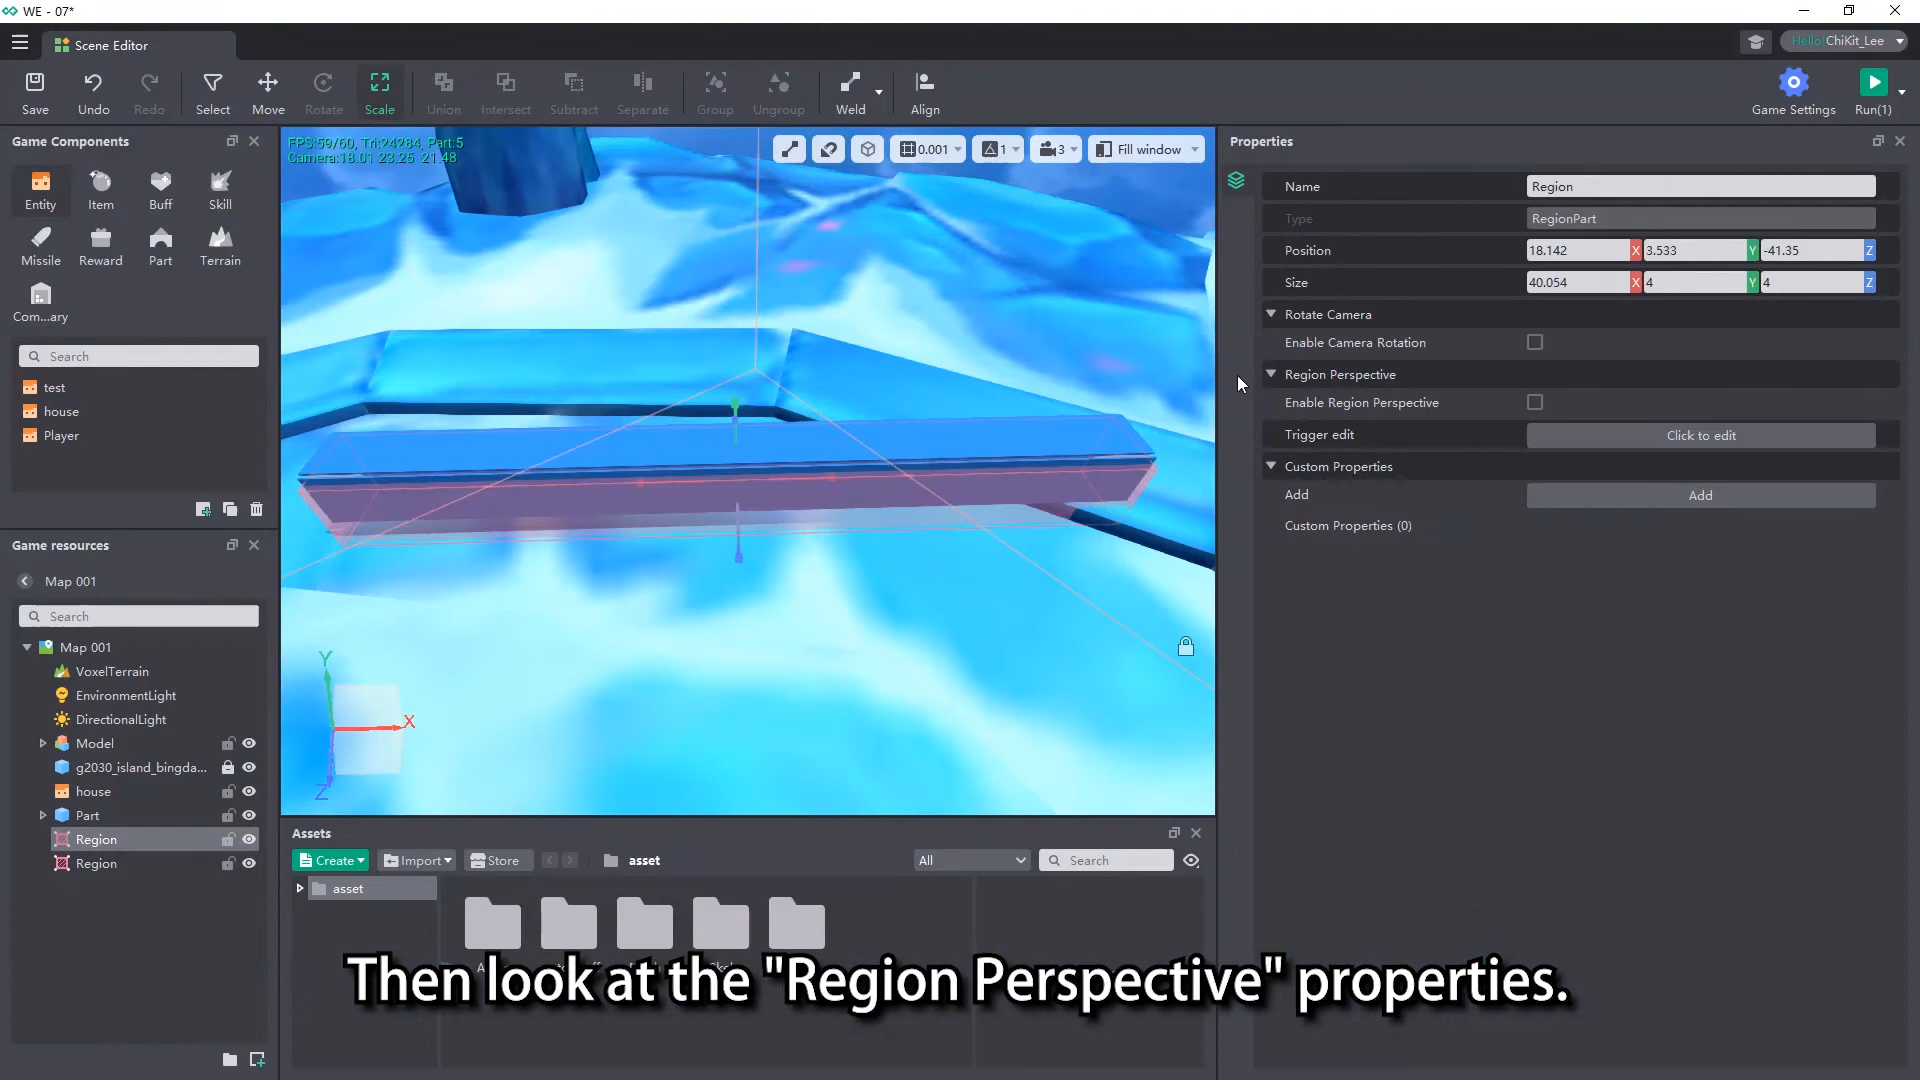 WE - 07*
Scene Editor
Hello! ChiKit_Lee
Save
Undo
Redo
Select
Move
Rotate
Scale
Union
Intersect
Subtract
Separate
Group
Ungroup
Weld
Align
Game Settings
Run(1)
Game Components
Entity
Item
Buff
Skill
Missile
Reward
Part
Terrain
Com...ary
Search
test
house
Player
Game resources
Map 001
Search
Map 001
VoxelTerrain
EnvironmentLight
DirectionalLight
Model
g2030_island_bingda...
house
Part
Region
Region
FPS:59/60, Tri:24284, Part:5
Camera:18.01 23.25 21.48
0.001
1
3
Fill window
Y
X
Z
Assets
Create
Import
Store
asset
All
Search
asset
Then look at the "Region Perspective" properties.
Properties
Name
Region
Type
RegionPart
Position
18.142 X 3.533 Y -41.35 Z
Size
40.054 X 4 Y 4 Z
Rotate Camera
Enable Camera Rotation
Region Perspective
Enable Region Perspective
Trigger edit
Click to edit
Custom Properties
Add
Add
Custom Properties (0)